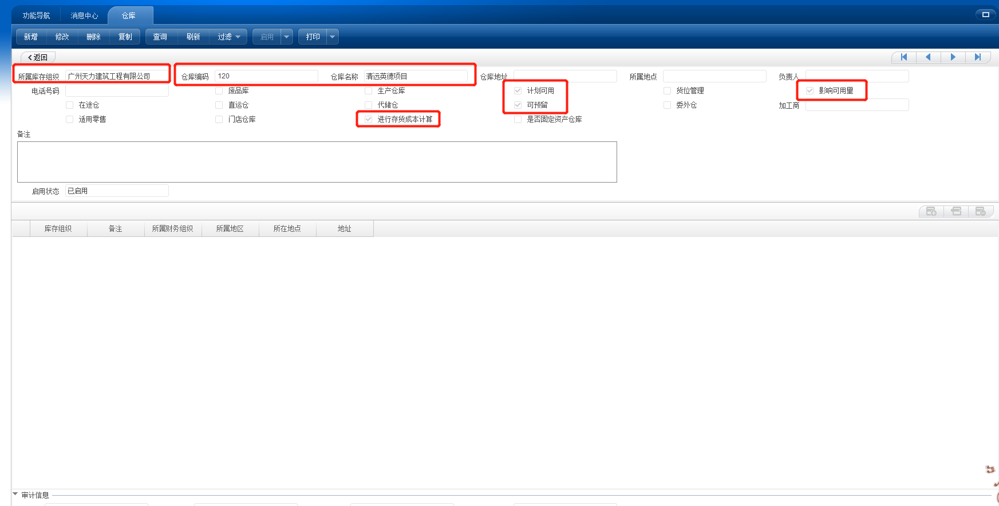 功能导航 消息中心 仓库
新增 修改 删除 复制 查询 刷新 过滤 启用 打印
返回
所属库存组织 广州天力建筑工程有限公司 仓库编码 120 仓库名称 清远英德项目 仓库地址 所属地点 负责人
电话号码 废品库 生产仓库 计划可用 货位管理 影响可用量
在途仓 直运仓 代储仓 可预留 委外仓 加工商
适用零售 门店仓库 进行存货成本计算 是否固定资产仓库
备注
启用状态 已启用
库存组织 备注 所属财务组织 所属地区 所在地点 地址
审计信息